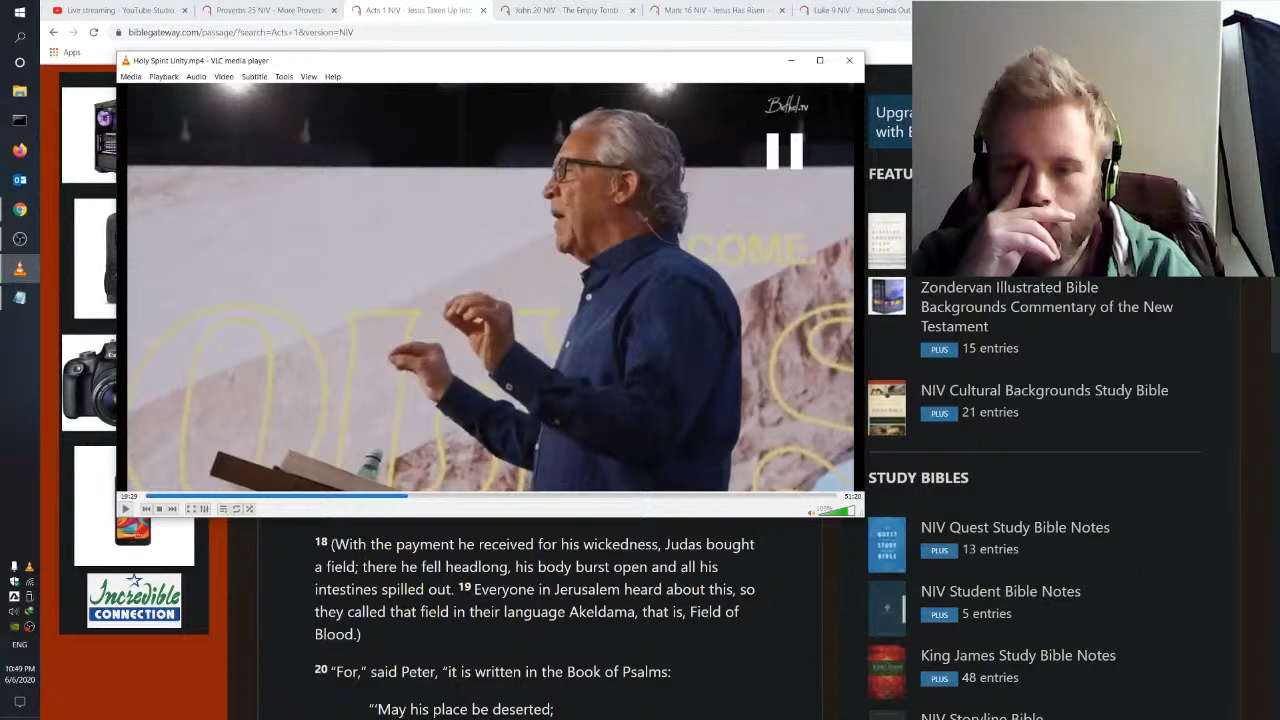 Live streaming - YouTube Studio
Proverbs 25 NIV - More Proverbs
Acts 1 NIV - Jesus Taken Up Into
John 20 NIV - The Empty Tomb
Mark 16 NIV - Jesus Has Risen
Luke 9 NIV - Jesus Sends Out
biblegateway.com/passage/?search=Acts+1&version=NIV
Apps
Holy Spirit Unity.mp4 - VLC media player
Media Playback Audio Video Subtitle Tools View Help
Bethel.TV
COME.
19:29
51:20
100%
Upgra
with B
FEATU
Zondervan Illustrated Bible
Backgrounds Commentary of the New
Testament
PLUS 15 entries
NIV Cultural Backgrounds Study Bible
PLUS 21 entries
STUDY BIBLES
NIV Quest Study Bible Notes
PLUS 13 entries
NIV Student Bible Notes
PLUS 5 entries
King James Study Bible Notes
PLUS 48 entries
NIV Storyline Bible
QUEST
STUDY
BIBLE
Incredible
CONNECTION
18 (With the payment he received for his wickedness, Judas bought
a field; there he fell headlong, his body burst open and all his
intestines spilled out. 19 Everyone in Jerusalem heard about this, so
they called that field in their language Akeldama, that is, Field of
Blood.)
20 “For,” said Peter, “it is written in the Book of Psalms:
“‘May his place be deserted;
ENG
10:49 PM
6/6/2020